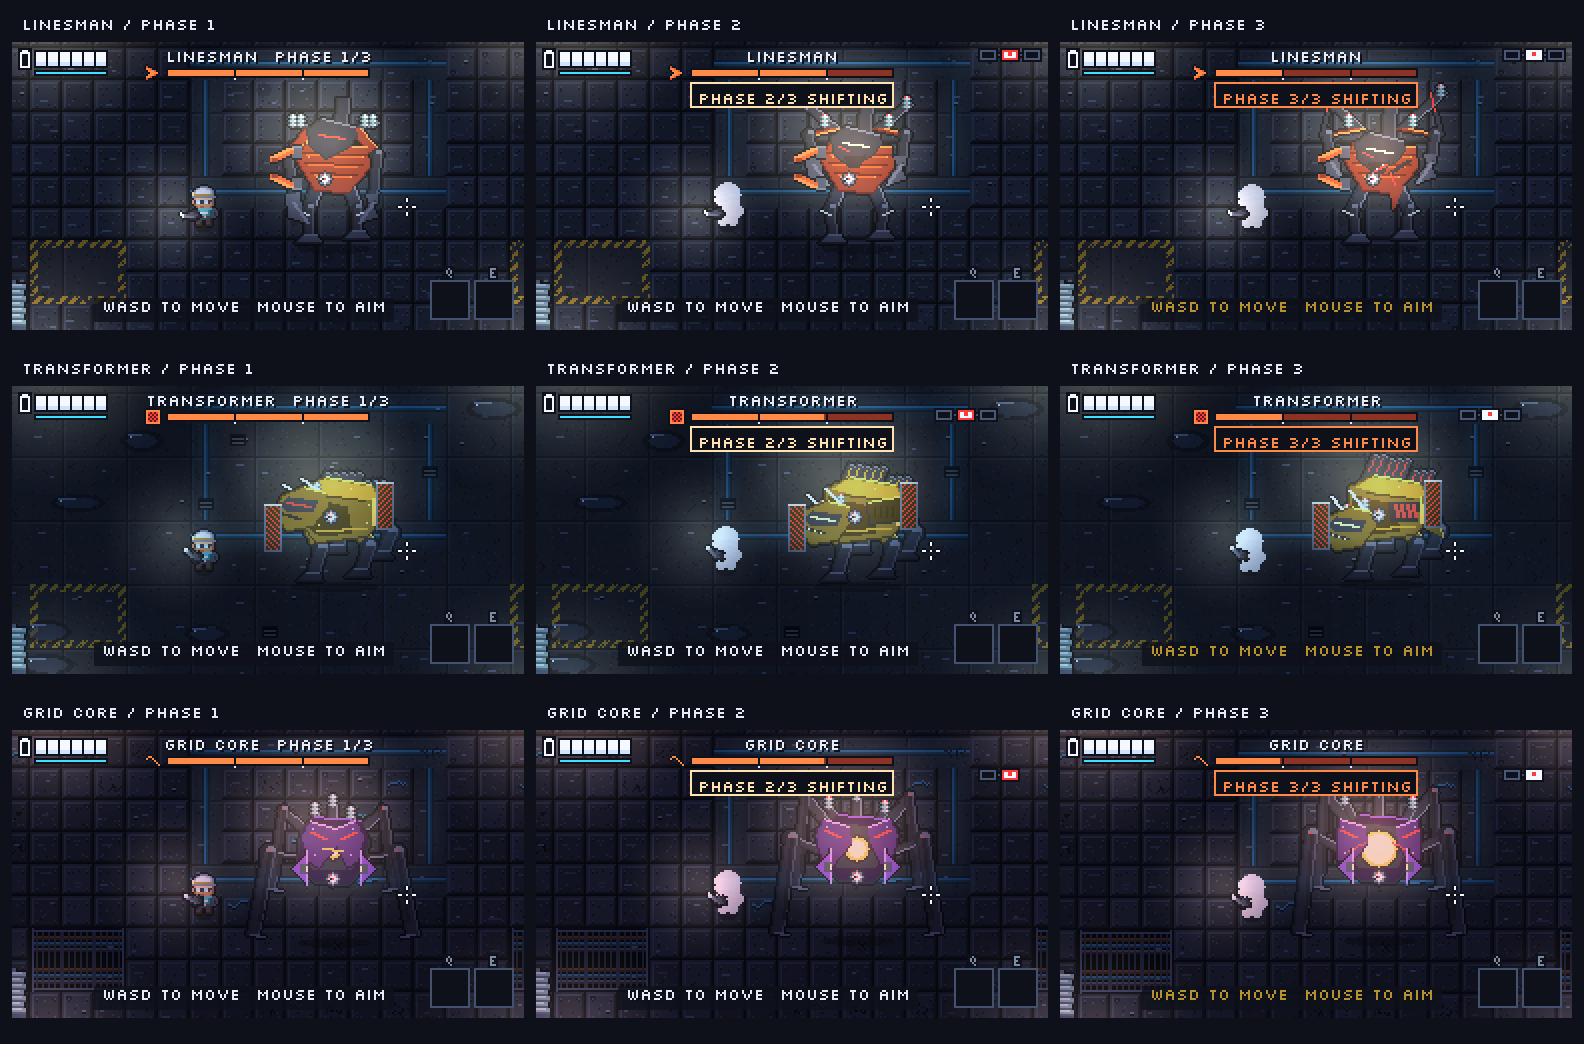 LINESMAN / PHASE 1
LINESMAN / PHASE 2
LINESMAN / PHASE 3
LINESMAN PHASE 1/3
Q E
WASD TO MOVE MOUSE TO AIM
LINESMAN
PHASE 2/3 SHIFTING
Q E
WASD TO MOVE MOUSE TO AIM
LINESMAN
PHASE 3/3 SHIFTING
Q E
WASD TO MOVE MOUSE TO AIM
TRANSFORMER / PHASE 1
TRANSFORMER / PHASE 2
TRANSFORMER / PHASE 3
TRANSFORMER PHASE 1/3
Q E
WASD TO MOVE MOUSE TO AIM
TRANSFORMER
PHASE 2/3 SHIFTING
Q E
WASD TO MOVE MOUSE TO AIM
TRANSFORMER
PHASE 3/3 SHIFTING
Q E
WASD TO MOVE MOUSE TO AIM
GRID CORE / PHASE 1
GRID CORE / PHASE 2
GRID CORE / PHASE 3
GRID CORE PHASE 1/3
Q E
WASD TO MOVE MOUSE TO AIM
GRID CORE
PHASE 2/3 SHIFTING
Q E
WASD TO MOVE MOUSE TO AIM
GRID CORE
PHASE 3/3 SHIFTING
Q E
WASD TO MOVE MOUSE TO AIM